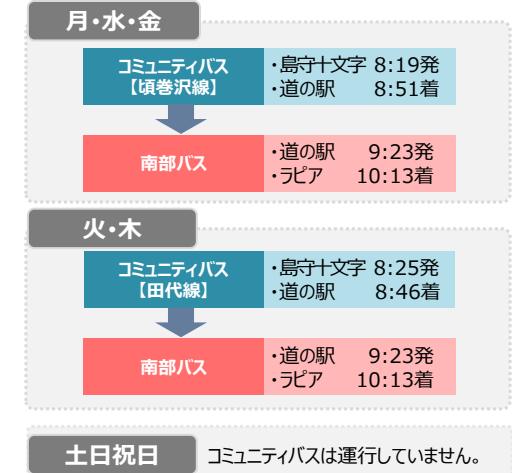 月・水・金
コミュニティバス
【頃巻沢線】
・島守十文字 8:19発
・道の駅 8:51着
南部バス
・道の駅 9:23発
・ラピア 10:13着
火・木
コミュニティバス
【田代線】
・島守十文字 8:25発
・道の駅 8:46着
南部バス
・道の駅 9:23発
・ラピア 10:13着
土日祝日 コミュニティバスは運行していません。